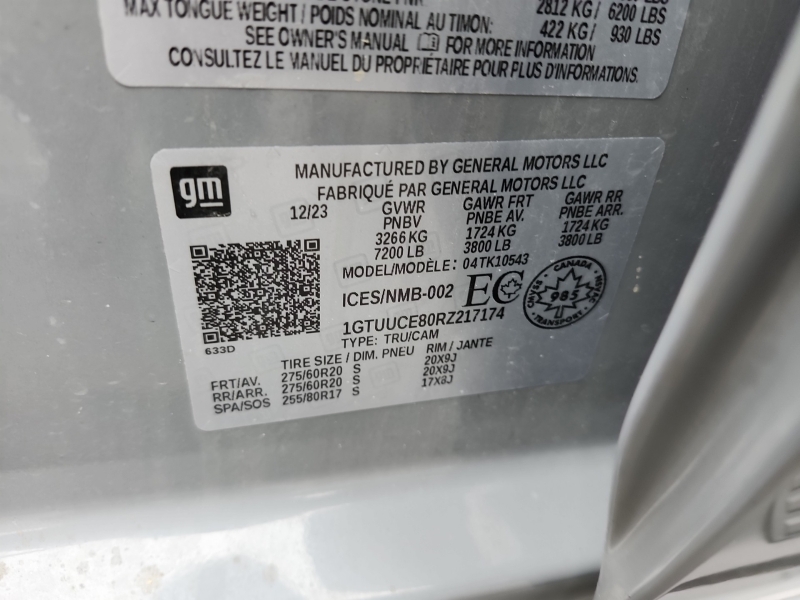 2812 KG/ 6200 LBS
MAX TONGUE WEIGHT / POIDS NOMINAL AU TIMON: 422 KG/ 930 LBS
SEE OWNER'S MANUAL FOR MORE INFORMATION
CONSULTEZ LE MANUEL DU PROPRIÉTAIRE POUR PLUS D'INFORMATIONS.
gm
MANUFACTURED BY GENERAL MOTORS LLC
FABRIQUÉ PAR GENERAL MOTORS LLC
12/23 GVWR GAWR FRT GAWR RR
PNBV PNBE AV. PNBE ARR.
3266 KG 1724 KG 1724 KG
7200 LB 3800 LB 3800 LB
MODEL/MODÈLE: 04TK10543
ICES/NMB-002 EC
CANADA
985
TRANSPORT
1GTUUCE80RZ217174
TYPE: TRU/CAM
633D
TIRE SIZE / DIM. PNEU RIM / JANTE
FRT/AV. 275/60R20 S 20X9J
RR/ARR. 275/60R20 S 20X9J
SPA/SOS 255/80R17 S 17X8J